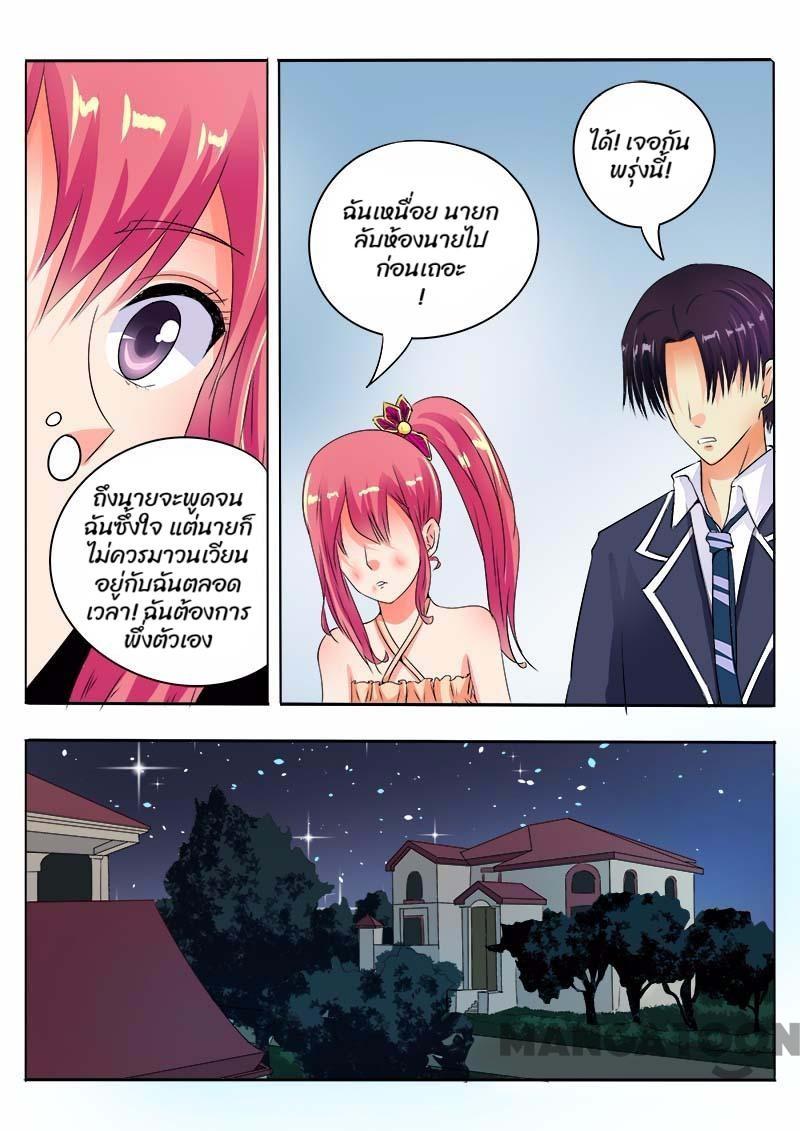 ถึงนายจะพูดจน
ฉันซึ้งใจ แต่นายก็
ไม่ควรมาวนเวียน
อยู่กับฉันตลอด
เวลา! ฉันต้องการ
พึ่งตัวเอง
ฉันเหนื่อย นายก
ลับห้องนายไป
ก่อนเถอะ
!
ได้! เจอกัน
พรุ่งนี้!
MANGATOON